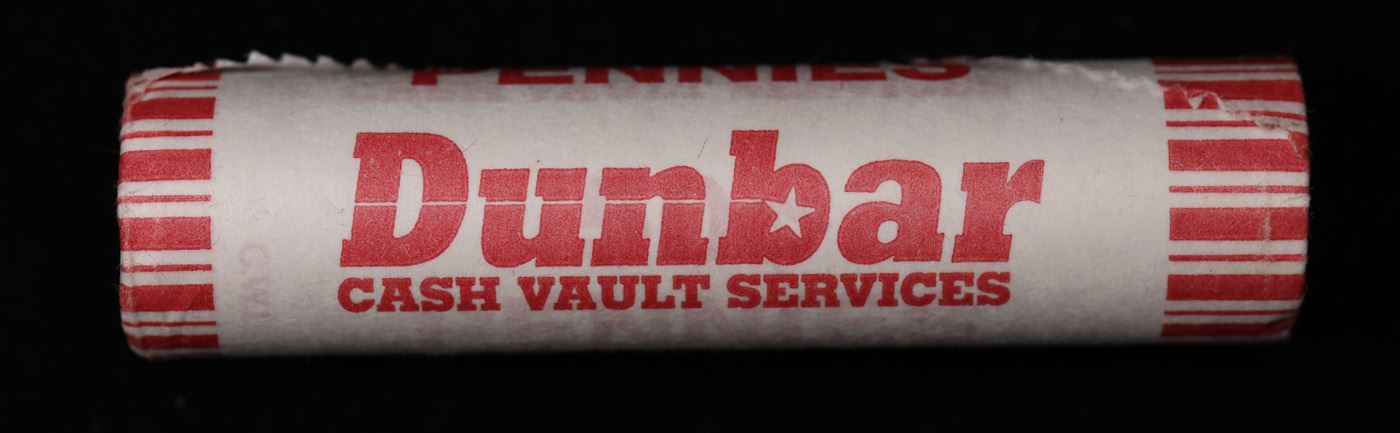 PENNIES
Dunbar
CASH VAULT SERVICES